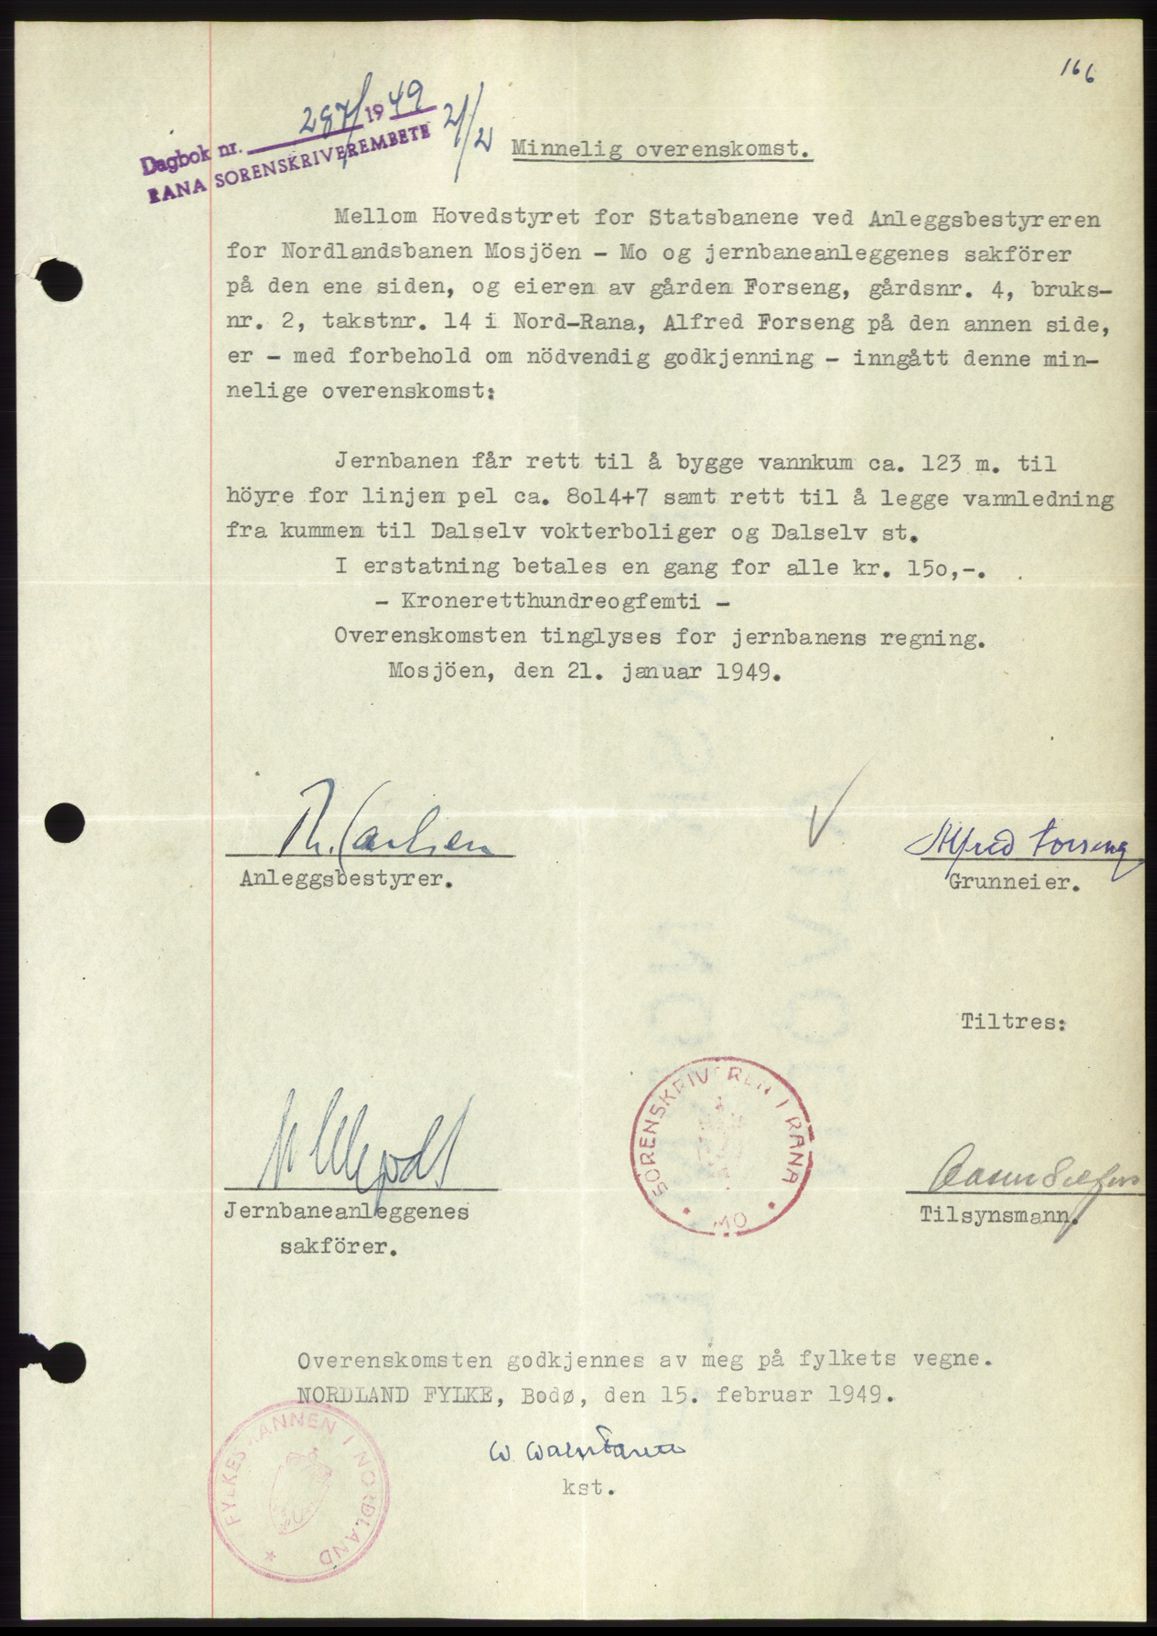 166
Dagbok nr. 287/1949 21/2
RANA SORENSKRIVEREMBETE
Minnelig overenskomst.
Mellom Hovedstyret for Statsbanene ved Anleggsbestyreren
for Nordlandsbanen Mosjöen - Mo og jernbaneanleggenes sakförer
på den ene siden, og eieren av gården Forseng, gårdsnr. 4, bruks-
nr. 2, takstnr. 14 i Nord-Rana, Alfred Forseng på den annen side,
er - med forbehold om nödvendig godkjenning - inngått denne min-
nelige overenskomst:
Jernbanen får rett til å bygge vannkum ca. 123 m. til
höyre for linjen pel ca. 8o14+7 samt rett til å legge vannledning
fra kummen til Dalselv vokterboliger og Dalselv st.
I erstatning betales en gang for alle kr. 15o,-.
- Kroneretthundreogfemti -
Overenskomsten tinglyses for jernbanens regning.
Mosjöen, den 21. januar 1949.
Th. Carlsen
Alfred Forseng
Anleggsbestyrer.
Grunneier.
Tiltres:
SORENSKRIVEREN I RANA
* MO *
Jernbaneanleggenes
Tilsynsmann.
sakförer.
Overenskomsten godkjennes av meg på fylkets vegne.
NORDLAND FYLKE, Bodø, den 15. februar 1949.
kst.
FYLKESMANNEN I NORDLAND *